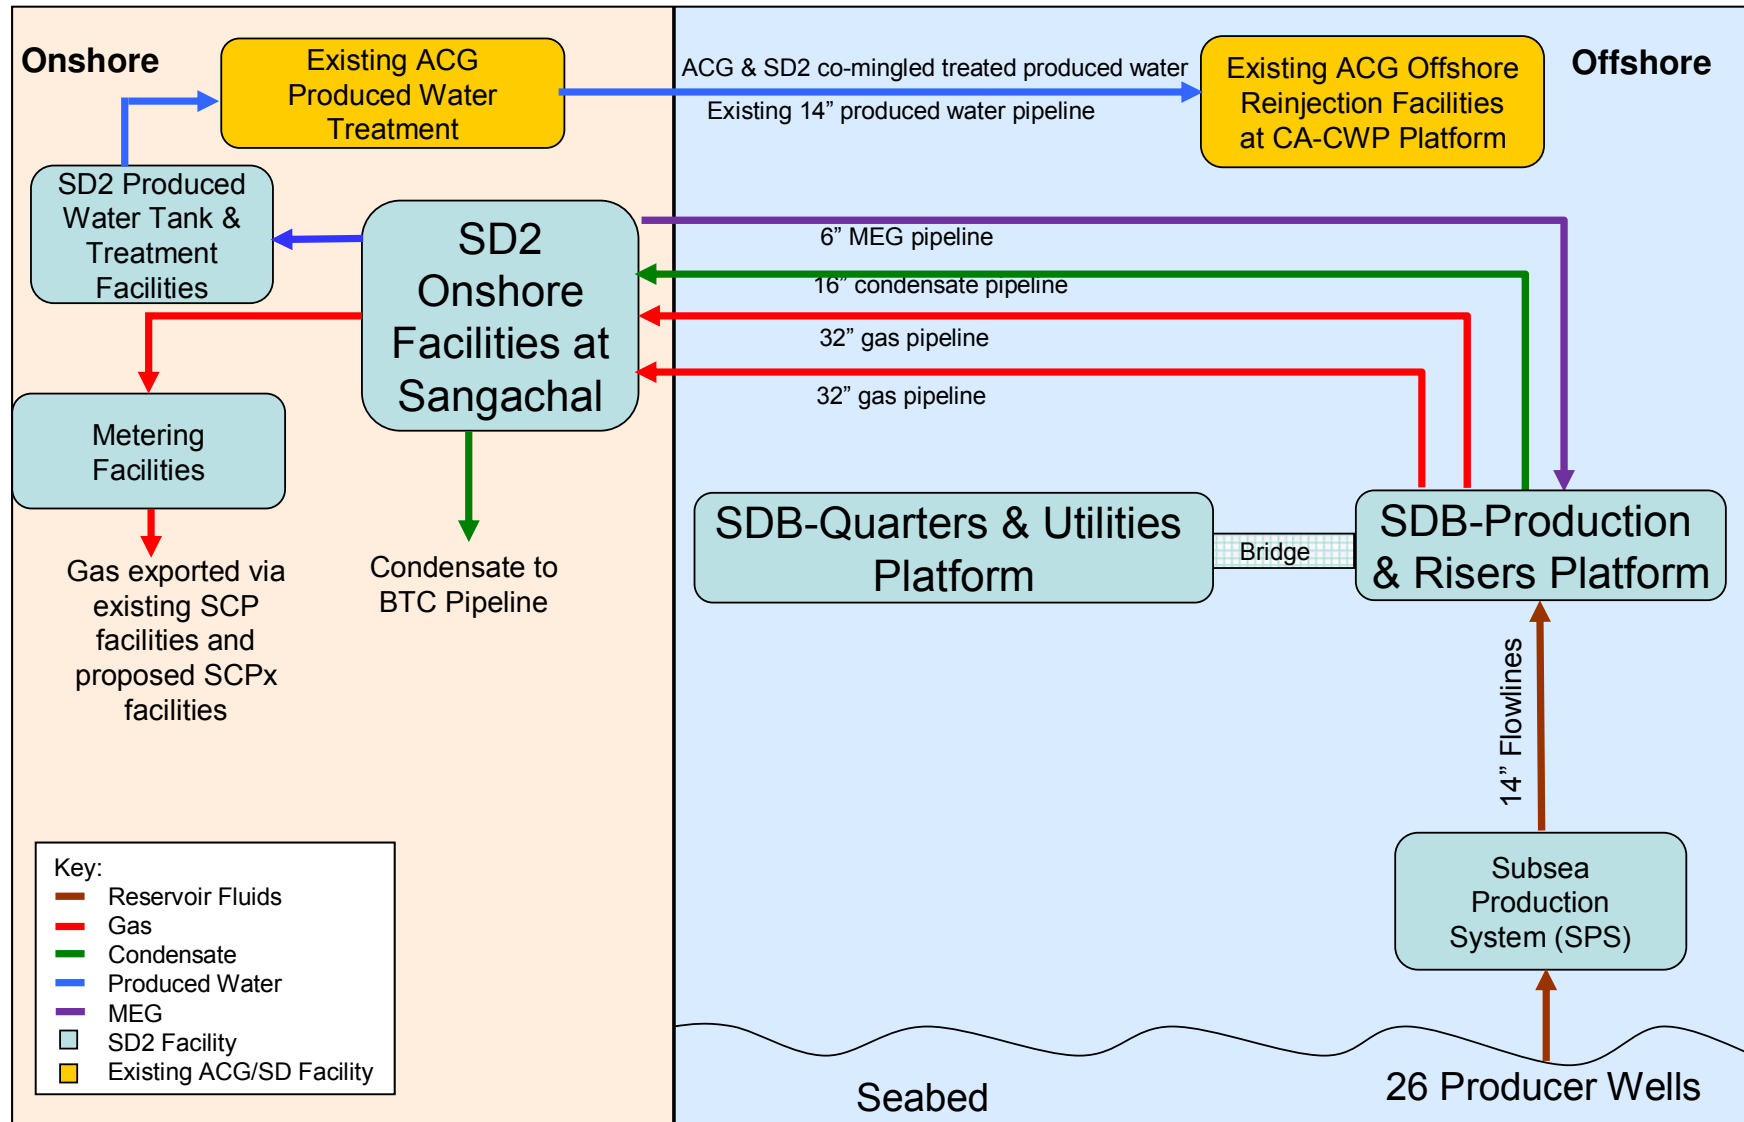 Onshore
Existing ACG
Produced Water
Treatment
ACG & SD2 co-mingled treated produced water
Existing 14” produced water pipeline
Existing ACG Offshore
Reinjection Facilities
at CA-CWP Platform
Offshore
SD2 Produced
Water Tank &
Treatment
Facilities
SD2
Onshore
Facilities at
Sangachal
6” MEG pipeline
16” condensate pipeline
32” gas pipeline
32” gas pipeline
Metering
Facilities
SDB-Quarters & Utilities
Platform
Bridge
SDB-Production
& Risers Platform
Gas exported via
existing SCP
facilities and
proposed SCPx
facilities
Condensate to
BTC Pipeline
14” Flowlines
Subsea
Production
System (SPS)
Key:
Reservoir Fluids
Gas
Condensate
Produced Water
MEG
SD2 Facility
Existing ACG/SD Facility
Seabed
26 Producer Wells